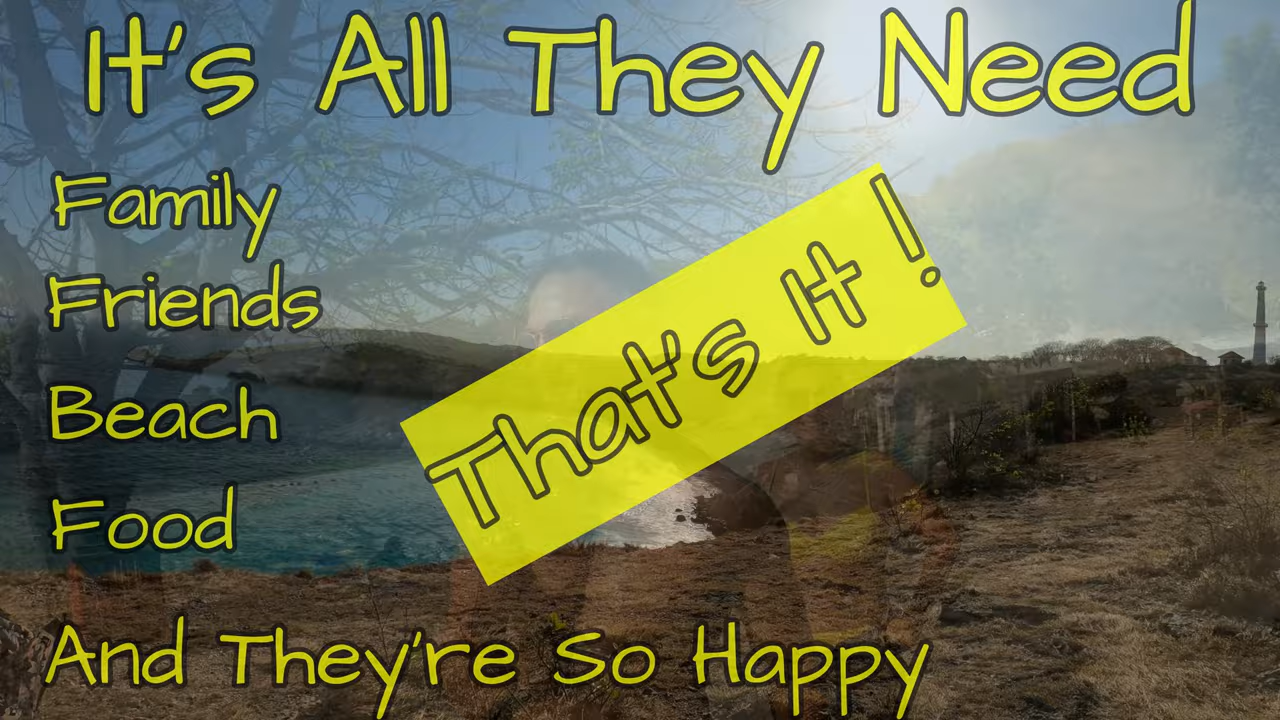 It's All They Need
Family
Friends
Beach
Food
That's It !
And They're So Happy